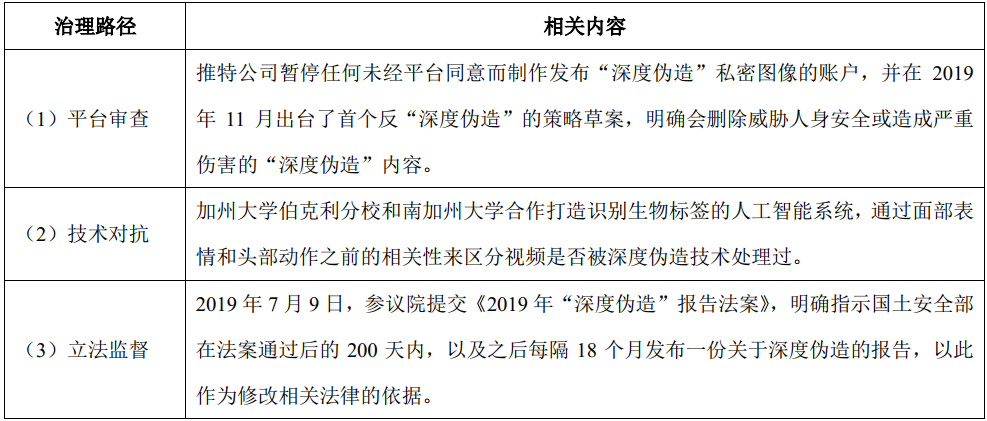 治理路径
相关内容
（1）平台审查
推特公司暂停任何未经平台同意而制作发布“深度伪造”私密图像的账户，并在 2019
年 11 月出台了首个反“深度伪造”的策略草案，明确会删除威胁人身安全或造成严重
伤害的“深度伪造”内容。
（2）技术对抗
加州大学伯克利分校和南加州大学合作打造识别生物标签的人工智能系统，通过面部表
情和头部动作之前的相关性来区分视频是否被深度伪造技术处理过。
（3）立法监督
2019 年 7 月 9 日，参议院提交《2019 年“深度伪造”报告法案》，明确指示国土安全部
在法案通过后的 200 天内，以及之后每隔 18 个月发布一份关于深度伪造的报告，以此
作为修改相关法律的依据。